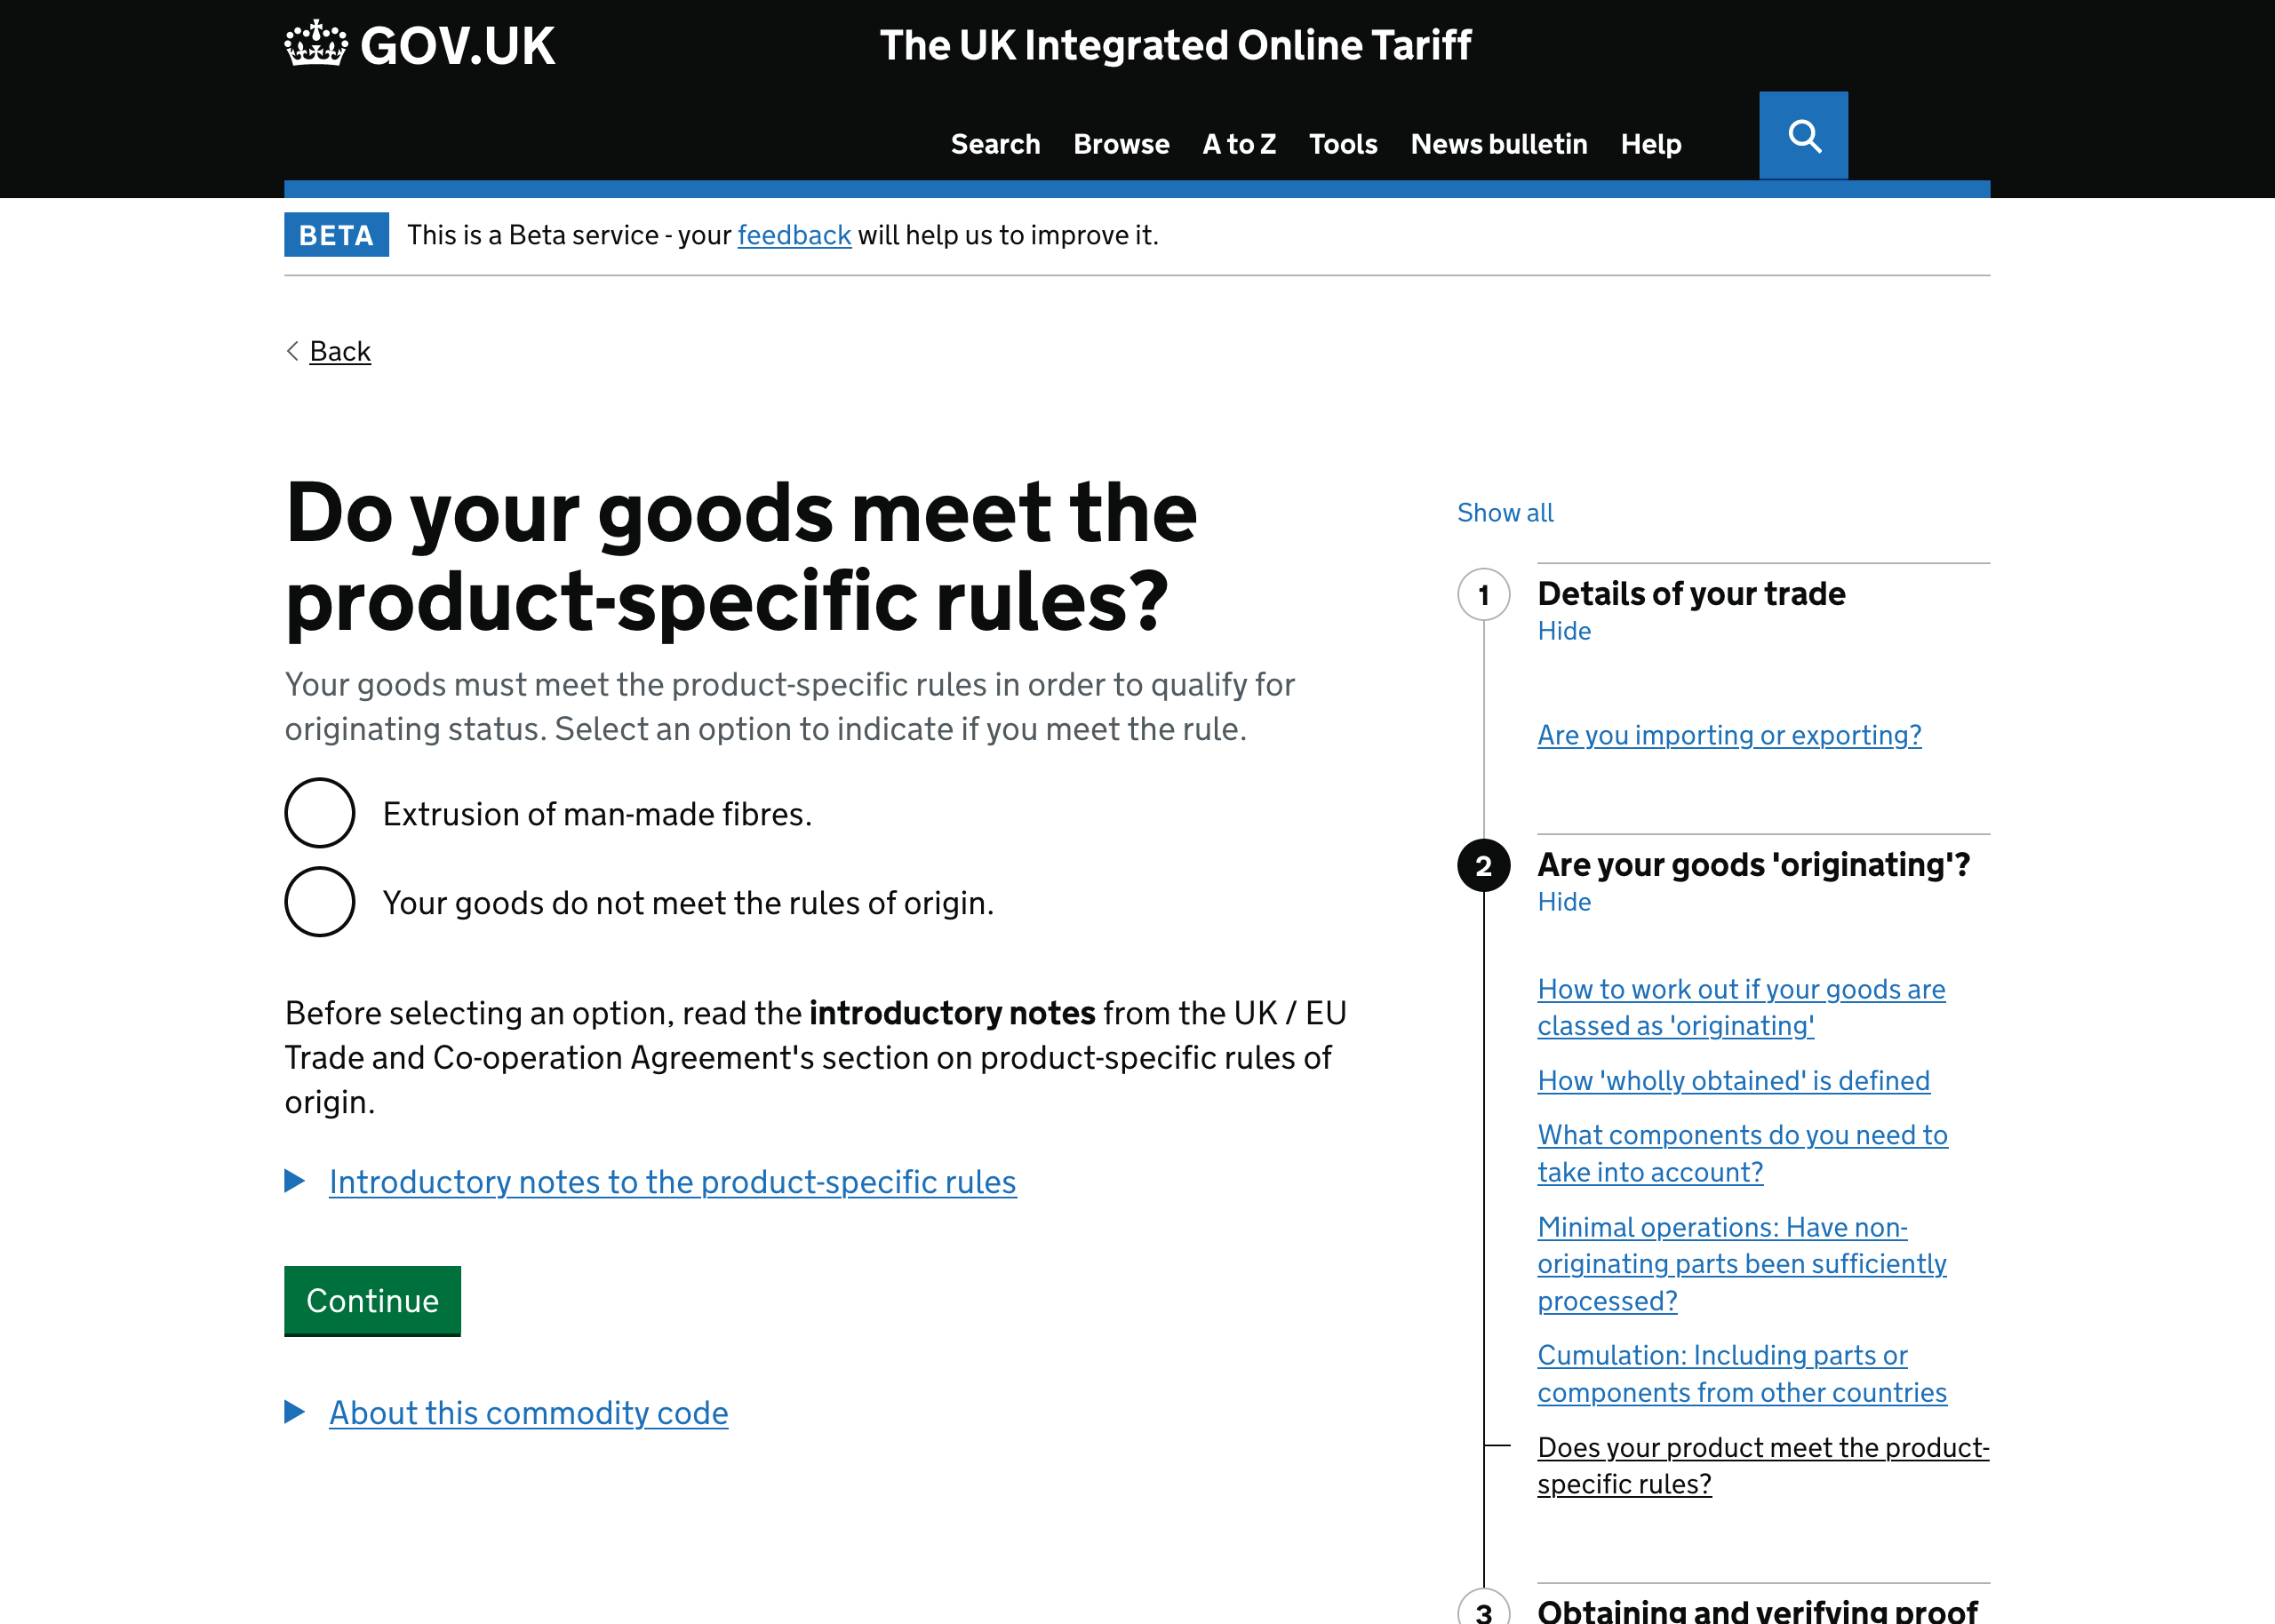 GOV.UK
The UK Integrated Online Tariff
Search Browse A to Z Tools News bulletin Help
BETA This is a Beta service - your feedback will help us to improve it.
Back
Do your goods meet the
product-specific rules?
Your goods must meet the product-specific rules in order to qualify for
originating status. Select an option to indicate if you meet the rule.
Extrusion of man-made fibres.
Your goods do not meet the rules of origin.
Before selecting an option, read the introductory notes from the UK / EU
Trade and Co-operation Agreement's section on product-specific rules of
origin.
Introductory notes to the product-specific rules
Continue
About this commodity code
Show all
1 Details of your trade
Hide
Are you importing or exporting?
2 Are your goods 'originating'?
Hide
How to work out if your goods are
classed as 'originating'
How 'wholly obtained' is defined
What components do you need to
take into account?
Minimal operations: Have non-
originating parts been sufficiently
processed?
Cumulation: Including parts or
components from other countries
Does your product meet the product-
specific rules?
3 Obtaining and verifying proof